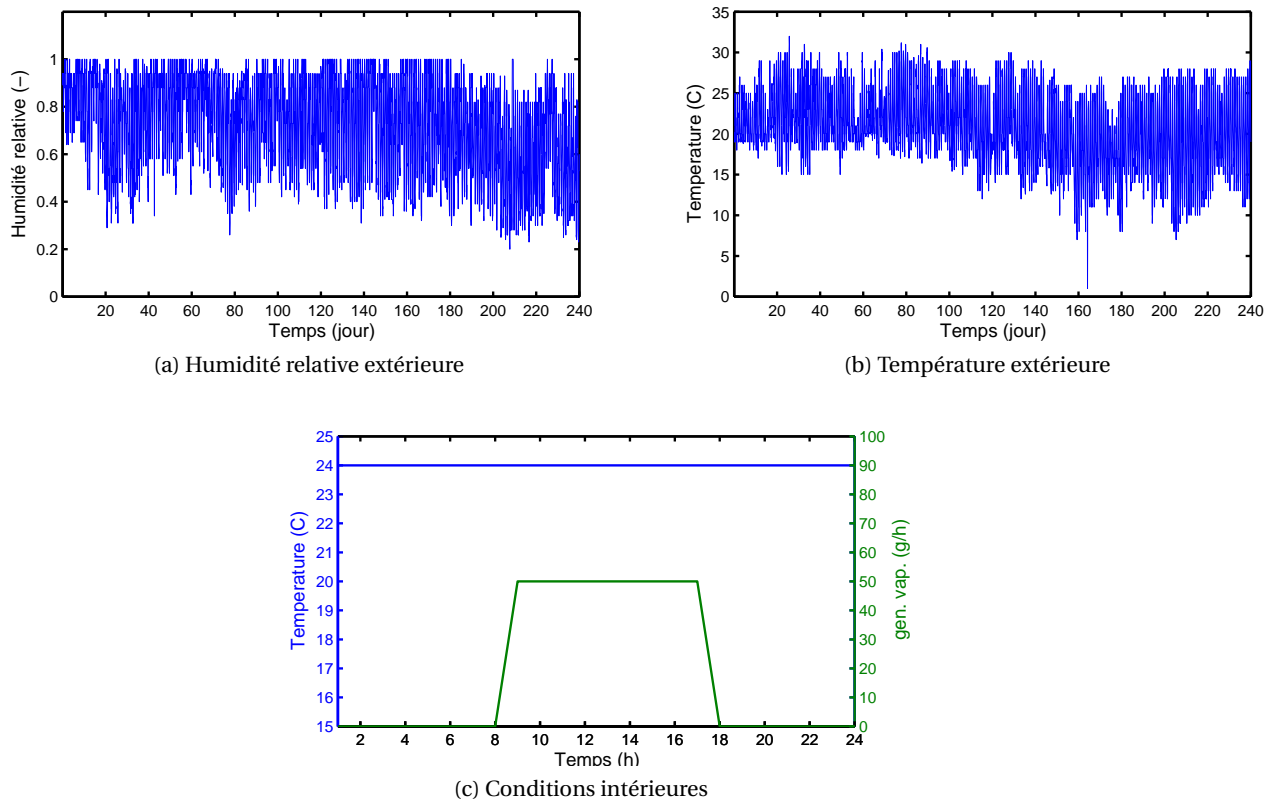 1
0.8
0.6
0.4
0.2
0
20 40 60 80 100 120 140 160 180 200 220 240
Humidité relative (−)
Temps (jour)
(a) Humidité relative extérieure
35
30
25
20
15
10
5
0
20 40 60 80 100 120 140 160 180 200 220 240
Temperature (C)
Temps (jour)
(b) Température extérieure
25
24
23
22
21
20
19
18
17
16
15
Temperature (C)
2 4 6 8 10 12 14 16 18 20 22 24
Temps (h)
100
90
80
70
60
50
40
30
20
10
0
gen. vap. (g/h)
(c) Conditions intérieures